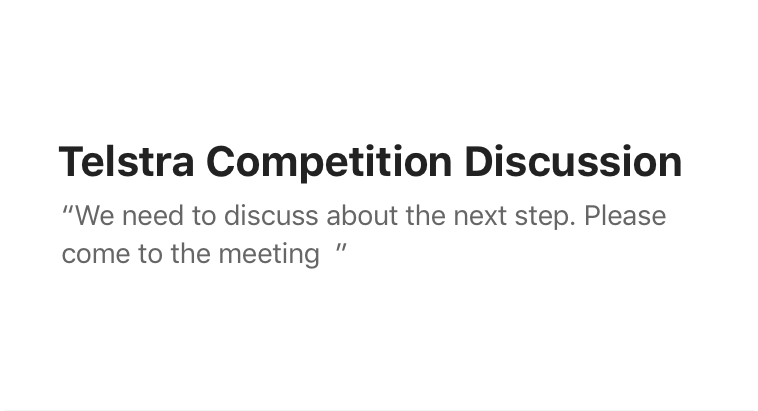 Telstra Competition Discussion
“We need to discuss about the next step. Please
come to the meeting  ”